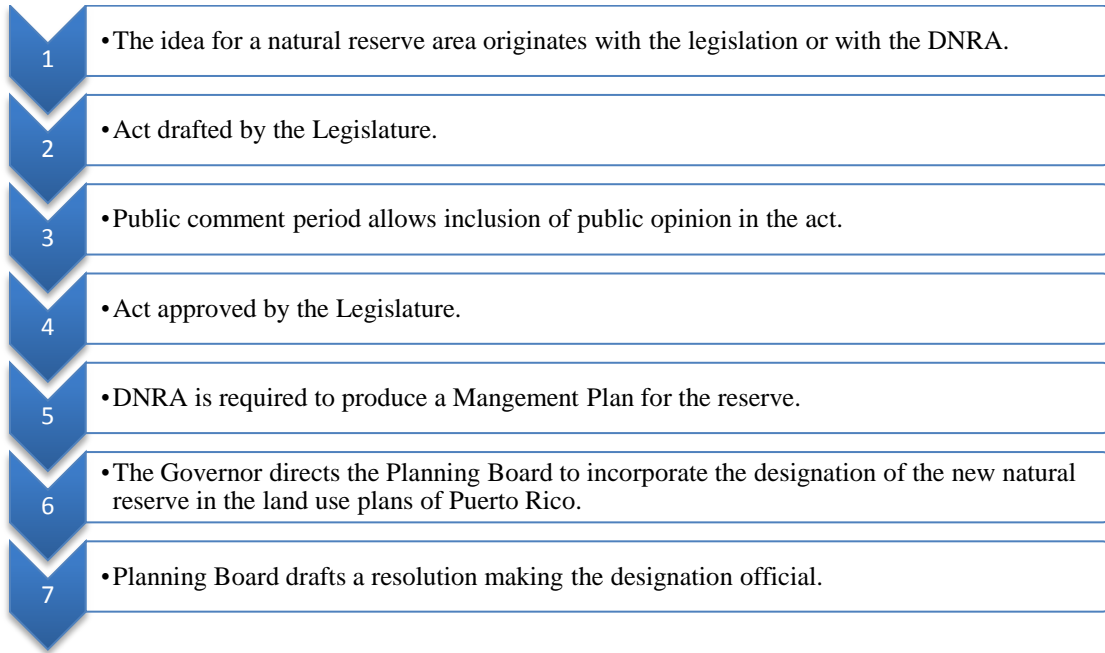 1
•The idea for a natural reserve area originates with the legislation or with the DNRA.
2
•Act drafted by the Legislature.
3
•Public comment period allows inclusion of public opinion in the act.
4
•Act approved by the Legislature.
5
•DNRA is required to produce a Mangement Plan for the reserve.
6
•The Governor directs the Planning Board to incorporate the designation of the new natural
reserve in the land use plans of Puerto Rico.
7
•Planning Board drafts a resolution making the designation official.